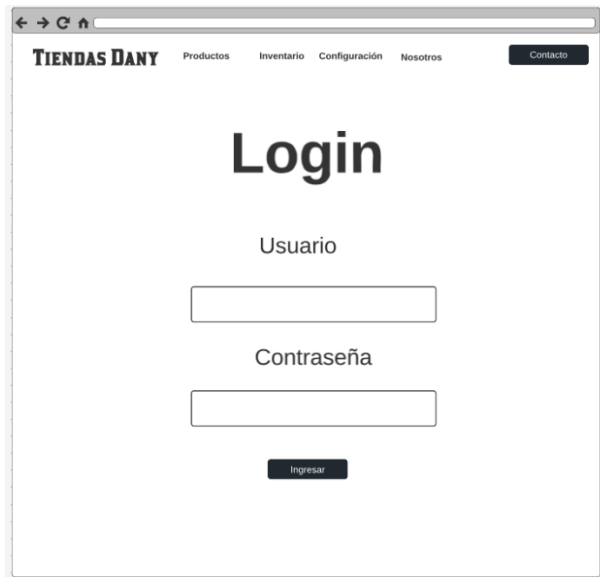 TIENDAS DANY Productos Inventario Configuración Nosotros Contacto
Login
Usuario
Contraseña
Ingresar